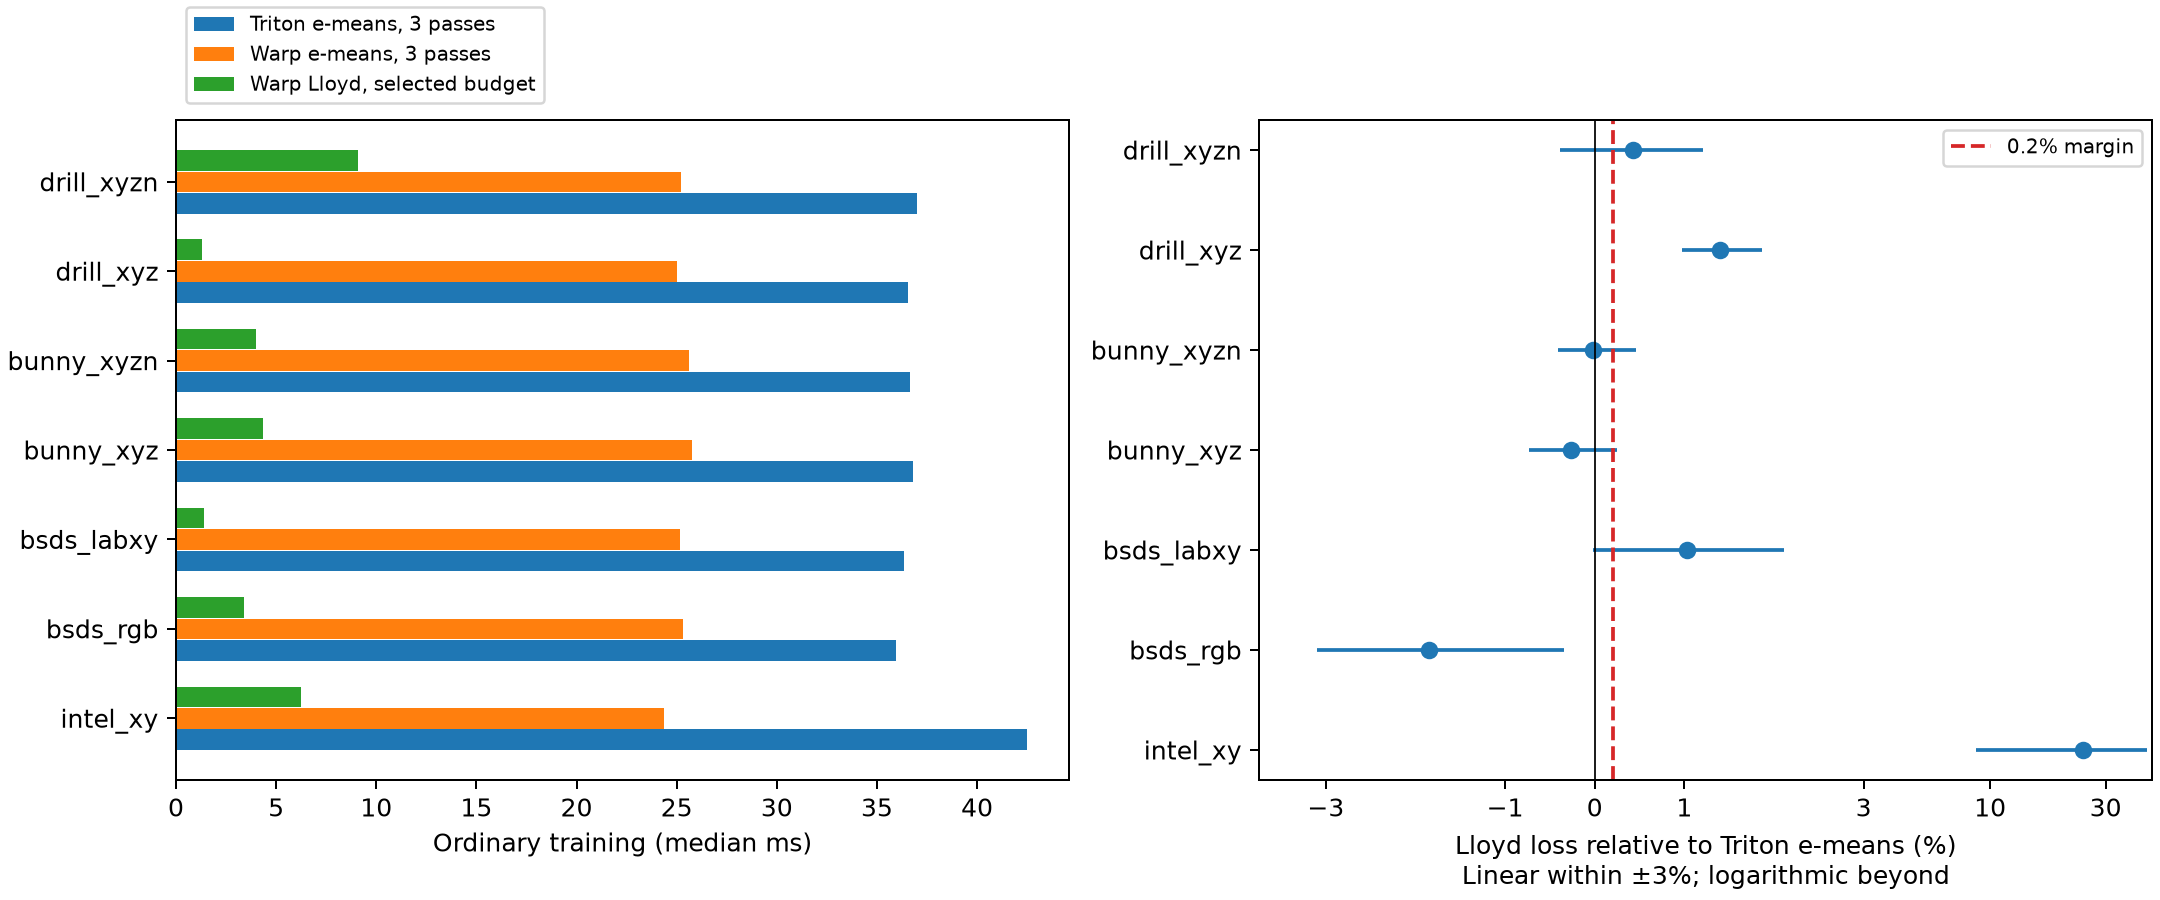 Triton e-means, 3 passes
Warp e-means, 3 passes
Warp Lloyd, selected budget
drill_xyzn
drill_xyz
bunny_xyzn
bunny_xyz
bsds_labxy
bsds_rgb
intel_xy
0 5 10 15 20 25 30 35 40
Ordinary training (median ms)
0.2% margin
drill_xyzn
drill_xyz
bunny_xyzn
bunny_xyz
bsds_labxy
bsds_rgb
intel_xy
−3 −1 0 1 3 10 30
Lloyd loss relative to Triton e-means (%)
Linear within ±3%; logarithmic beyond